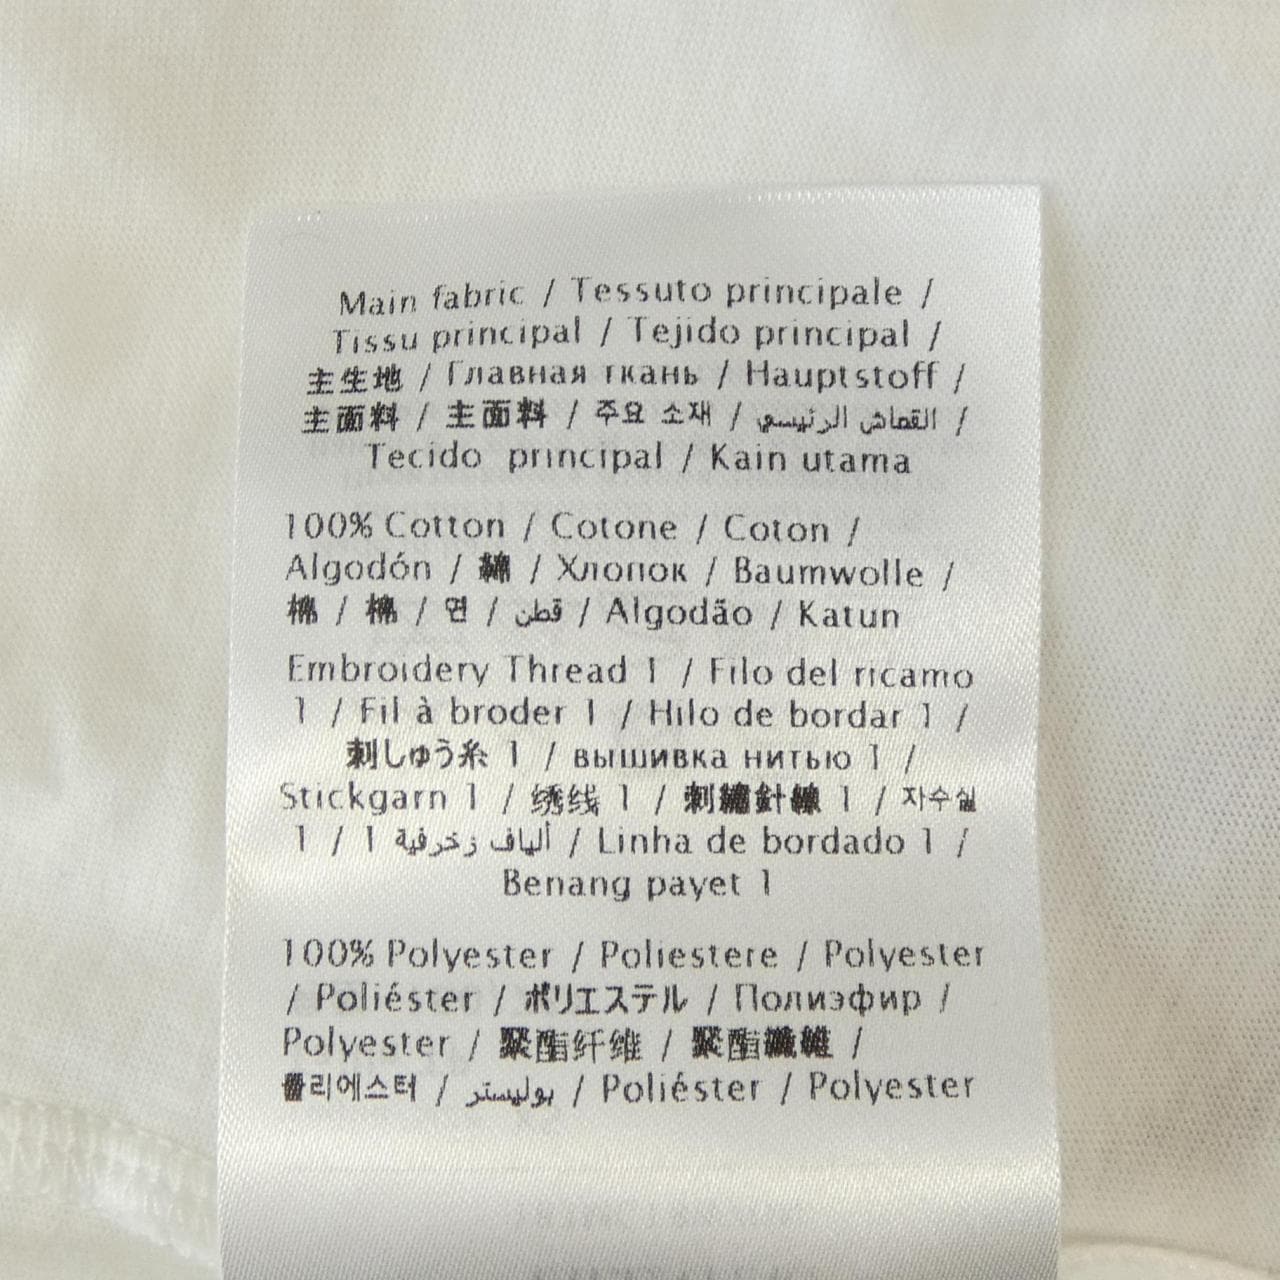 Main fabric / Tessuto principale /
Tissu principal / Tejido principal /
主生地 / Главная ткань / Hauptstoff /
主面料 / 主面料 / 주요 소재 / القماش الرئيسي /
Tecido principal / Kain utama
100% Cotton / Cotone / Coton /
Algodón / 綿 / Хлопок / Baumwolle /
棉 / 棉 / 면 / قطن / Algodão / Katun
Embroidery Thread 1 / Filo del ricamo
1 / Fil à broder 1 / Hilo de bordar 1 /
刺しゅう糸 1 / вышивка нитью 1 /
Stickgarn 1 / 绣线 1 / 刺繡針線 1 / 자수실
1 / 1 ألياف زخرفية / Linha de bordado 1 /
Benang payet 1
100% Polyester / Poliestere / Polyester
/ Poliéster / ポリエステル / Полиэфир /
Polyester / 聚酯纤维 / 聚酯纖維 /
폴리에스터 / بوليستر / Poliéster / Polyester